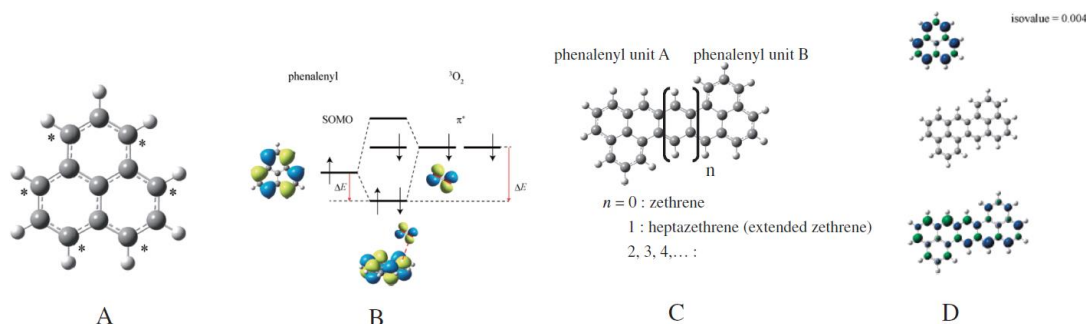 *
*
*
*
*
*
A
phenalenyl
³O₂
SOMO
π*
ΔE
ΔE
B
phenalenyl unit A
phenalenyl unit B
n
n = 0 : zethrene
1 : heptazethrene (extended zethrene)
2, 3, 4,… :
C
isovalue = 0.004
D